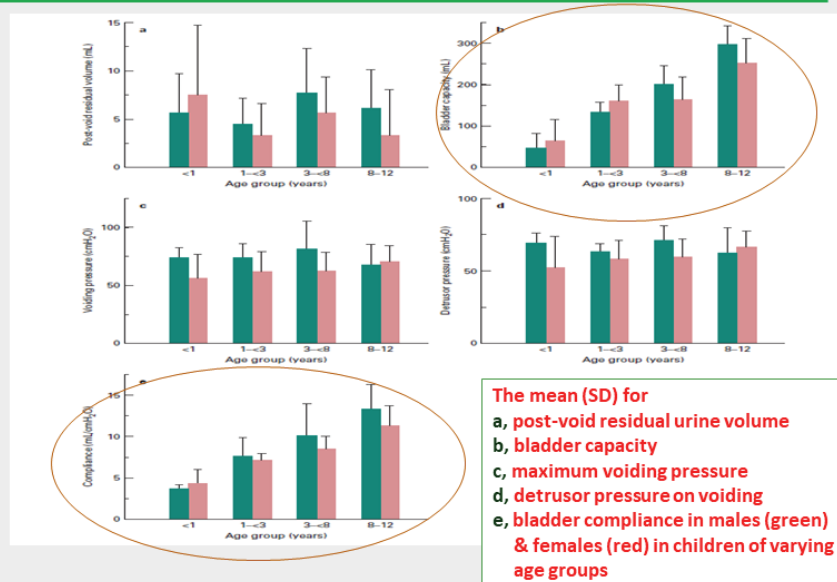 a
15
10
5
0
Post-void residual volume (mL)
<1
1–<3
3–<8
8–12
Age group (years)
b
300
200
100
0
Bladder capacity (mL)
<1
1–<3
3–<8
8–12
Age group (years)
c
100
50
0
Voiding pressure (cmH₂O)
<1
1–<3
3–<8
8–12
Age group (years)
d
100
50
0
Detrusor pressure (cmH₂O)
<1
1–<3
3–<8
8–12
Age group (years)
e
15
10
5
0
Compliance (mL/cmH₂O)
<1
1–<3
3–<8
8–12
Age group (years)
The mean (SD) for
a, post-void residual urine volume
b, bladder capacity
c, maximum voiding pressure
d, detrusor pressure on voiding
e, bladder compliance in males (green)
& females (red) in children of varying
age groups